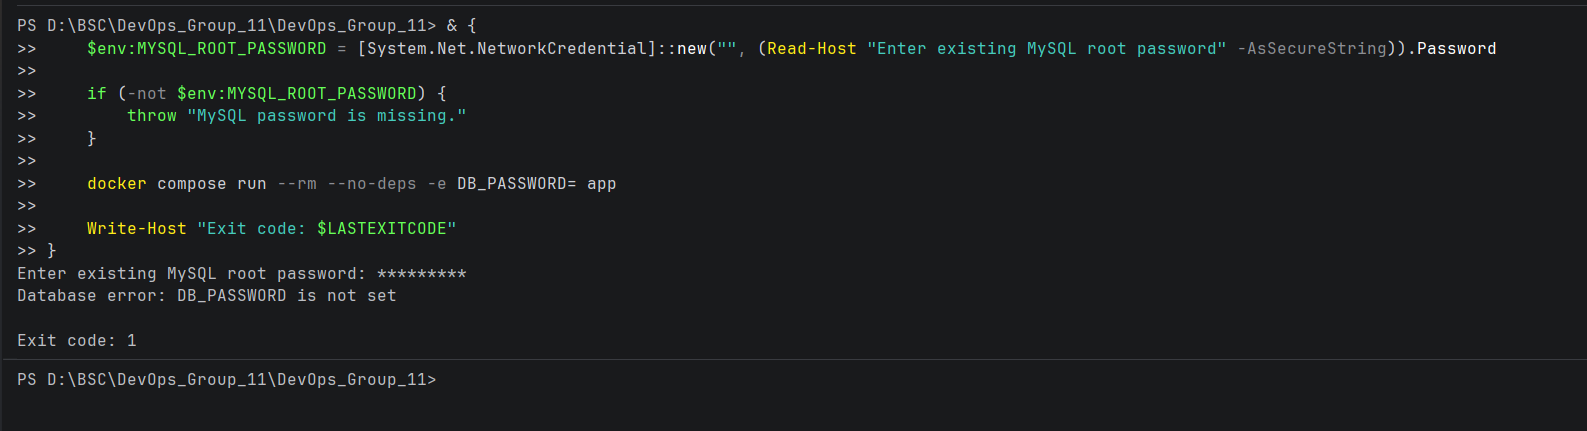 PS D:\BSC\DevOps_Group_11\DevOps_Group_11> & {
>>     $env:MYSQL_ROOT_PASSWORD = [System.Net.NetworkCredential]::new("", (Read-Host "Enter existing MySQL root password" -AsSecureString)).Password
>>
>>     if (-not $env:MYSQL_ROOT_PASSWORD) {
>>         throw "MySQL password is missing."
>>     }
>>
>>     docker compose run --rm --no-deps -e DB_PASSWORD= app
>>
>>     Write-Host "Exit code: $LASTEXITCODE"
>> }
Enter existing MySQL root password: *********
Database error: DB_PASSWORD is not set
Exit code: 1
PS D:\BSC\DevOps_Group_11\DevOps_Group_11>